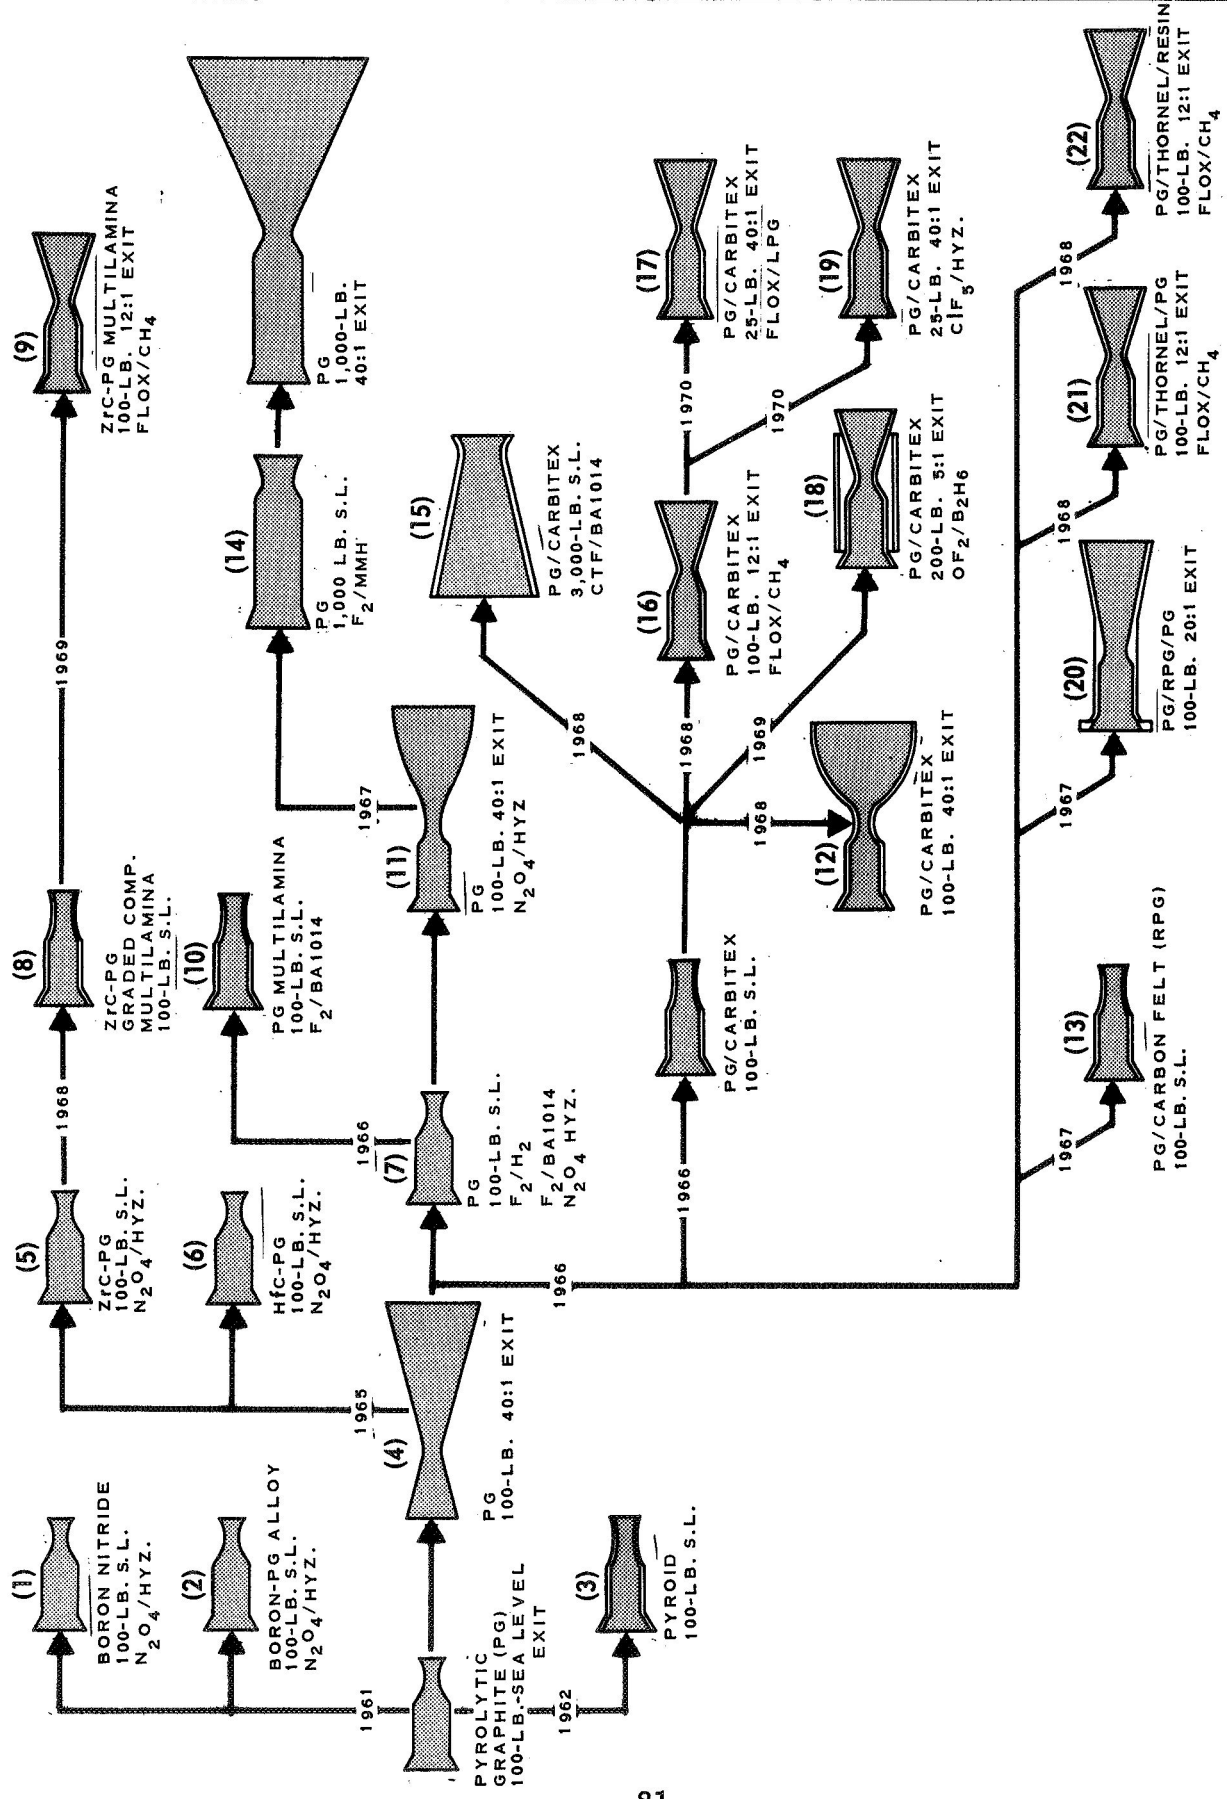 (1)
BORON NITRIDE
100-LB. S.L.
N2O4/HYZ.
(2)
BORON-PG ALLOY
100-LB. S.L.
N2O4/HYZ.
1961
PYROLYTIC
GRAPHITE (PG)
100-LB.-SEA LEVEL
EXIT
1962
(3)
PYROID
100-LB. S.L.
(4)
PG
100-LB. 40:1 EXIT
1965
(5)
ZrC-PG
100-LB. S.L.
N2O4/HYZ.
(6)
HfC-PG
100-LB. S.L.
N2O4/HYZ.
1966
(7)
PG
100-LB. S.L.
F2/H2
F2/BA1014
N2O4 HYZ.
1968
(8)
ZrC-PG
GRADED COMP.
MULTILAMINA
100-LB. S.L.
1969
(9)
ZrC-PG MULTILAMINA
100-LB. 12:1 EXIT
FLOX/CH4
1966
(10)
PG MULTILAMINA
100-LB. S.L.
F2/BA1014
(11)
PG
100-LB. 40:1 EXIT
N2O4/HYZ
1967
(14)
PG
1,000 LB. S.L.
F2/MMH
PG
1,000-LB.
40:1 EXIT
1966
PG/CARBITEX
100-LB. S.L.
1968
(12)
PG/CARBITEX
100-LB. 40:1 EXIT
1968
(15)
PG/CARBITEX
3,000-LB. S.L.
CTF/BA1014
1968
(16)
PG/CARBITEX
100-LB. 12:1 EXIT
FLOX/CH4
1970
(17)
PG/CARBITEX
25-LB. 40:1 EXIT
FLOX/LPG
1969
(18)
PG/CARBITEX
200-LB. 5:1 EXIT
OF2/B2H6
1970
(19)
PG/CARBITEX
25-LB. 40:1 EXIT
ClF5/HYZ.
1967
(13)
PG/CARBON FELT (RPG)
100-LB. S.L.
1967
(20)
PG/RPG/PG
100-LB. 20:1 EXIT
1968
(21)
PG/THORNEL/PG
100-LB. 12:1 EXIT
FLOX/CH4
1968
(22)
PG/THORNEL/RESIN
100-LB. 12:1 EXIT
FLOX/CH4